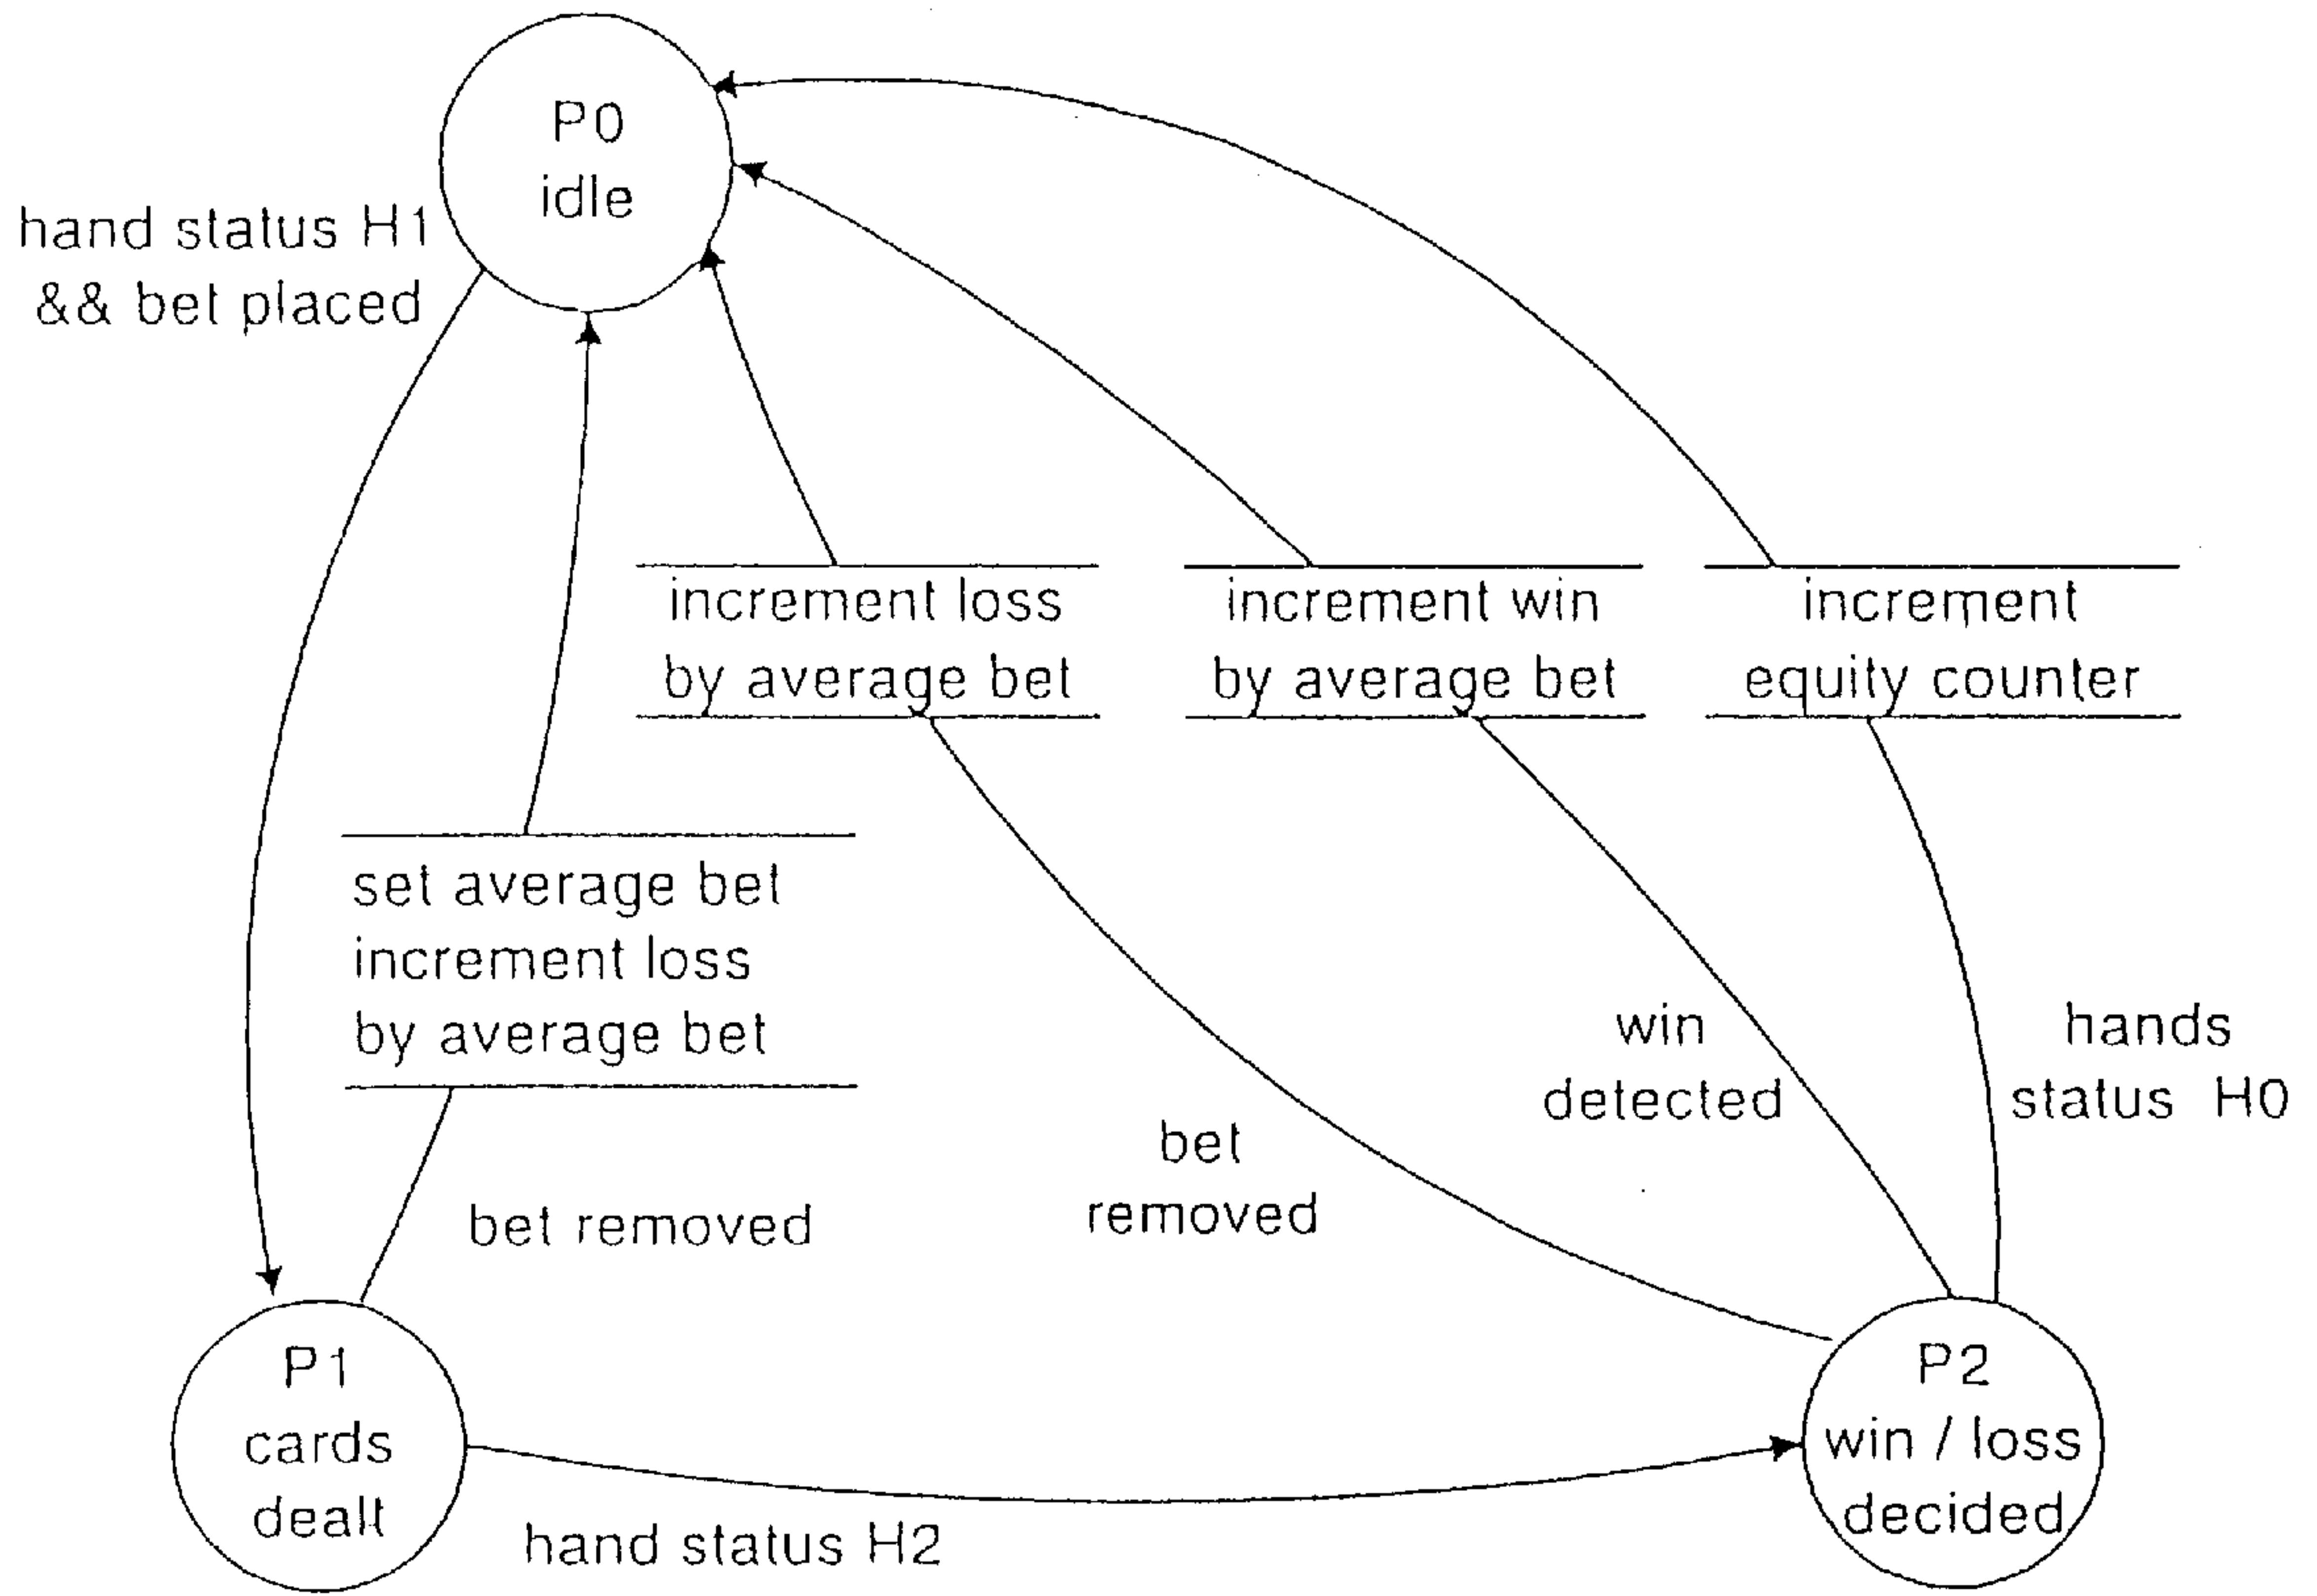 P0
idle
hand status H1
&& bet placed
increment loss
by average bet
increment win
by average bet
increment
equity counter
set average bet
increment loss
by average bet
win
detected
hands
status H0
bet
removed
bet removed
P1
cards
dealt
P2
win / loss
decided
hand status H2